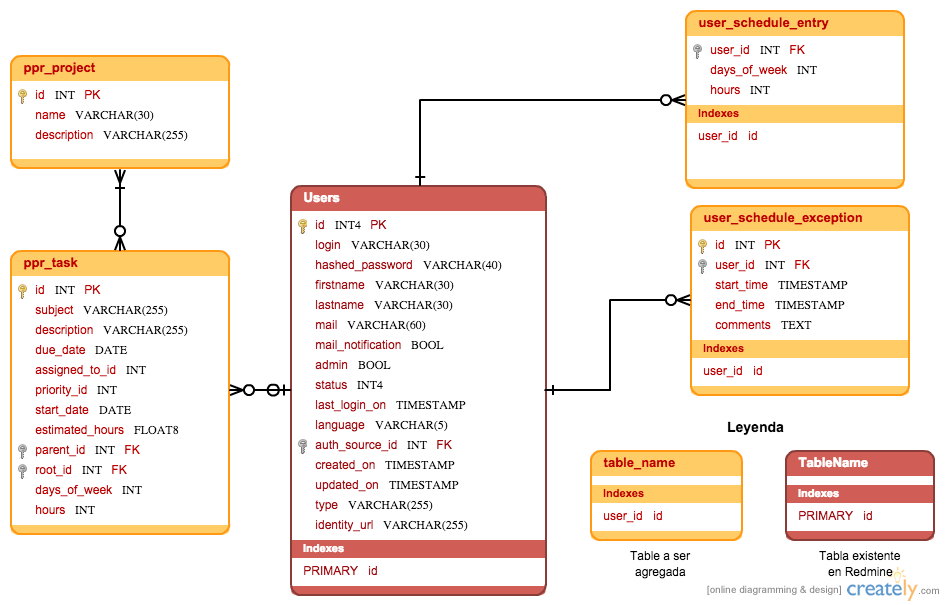 ppr_project
id INT PK
name VARCHAR(30)
description VARCHAR(255)
ppr_task
id INT PK
subject VARCHAR(255)
description VARCHAR(255)
due_date DATE
assigned_to_id INT
priority_id INT
start_date DATE
estimated_hours FLOAT8
parent_id INT FK
root_id INT FK
days_of_week INT
hours INT
Users
id INT4 PK
login VARCHAR(30)
hashed_password VARCHAR(40)
firstname VARCHAR(30)
lastname VARCHAR(30)
mail VARCHAR(60)
mail_notification BOOL
admin BOOL
status INT4
last_login_on TIMESTAMP
language VARCHAR(5)
auth_source_id INT FK
created_on TIMESTAMP
updated_on TIMESTAMP
type VARCHAR(255)
identity_url VARCHAR(255)
Indexes
PRIMARY id
user_schedule_entry
user_id INT FK
days_of_week INT
hours INT
Indexes
user_id id
user_schedule_exception
id INT PK
user_id INT FK
start_time TIMESTAMP
end_time TIMESTAMP
comments TEXT
Indexes
user_id id
Leyenda
table_name
Indexes
user_id id
Table a ser
agregada
TableName
Indexes
PRIMARY id
Tabla existente
en Redmine
[online diagramming & design] creately.com